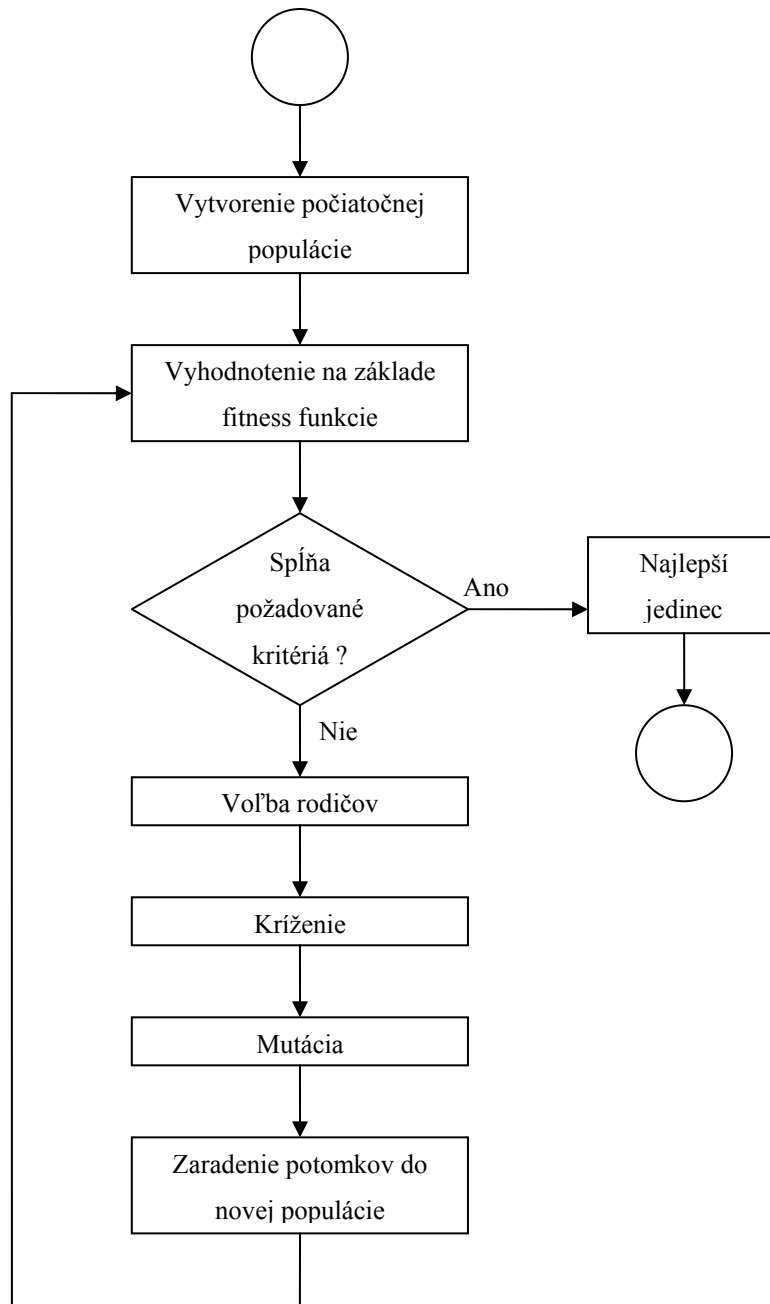 Vytvorenie počiatočnej
populácie
Vyhodnotenie na základe
fitness funkcie
Spĺňa
požadované
kritériá ?
Ano
Najlepší
jedinec
Nie
Voľba rodičov
Kríženie
Mutácia
Zaradenie potomkov do
novej populácie